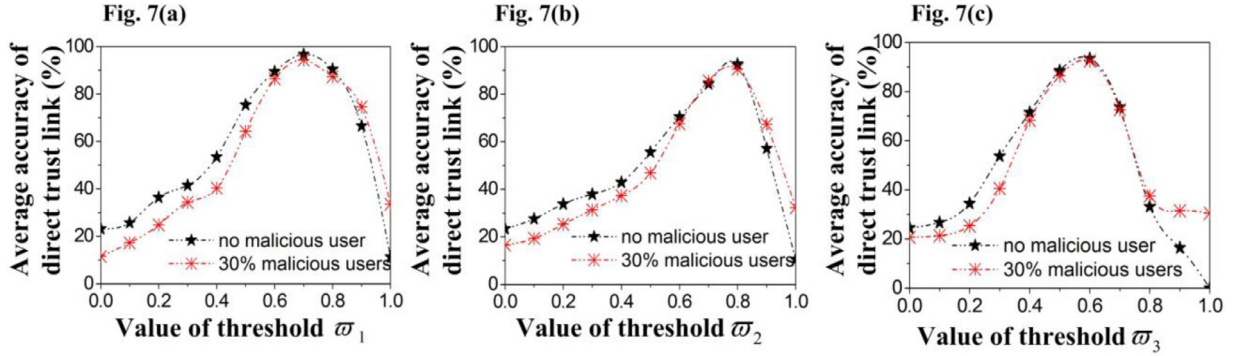 Fig. 7(a)
Average accuracy of
direct trust link (%)
100
80
60
40
20
0
no malicious user
30% malicious users
0.0 0.2 0.4 0.6 0.8 1.0
Value of threshold ϖ1
Fig. 7(b)
Average accuracy of
direct trust link (%)
100
80
60
40
20
0
no malicious user
30% malicious users
0.0 0.2 0.4 0.6 0.8 1.0
Value of threshold ϖ2
Fig. 7(c)
Average accuracy of
direct trust link (%)
100
80
60
40
20
0
no malicious user
30% malicious users
0.0 0.2 0.4 0.6 0.8 1.0
Value of threshold ϖ3